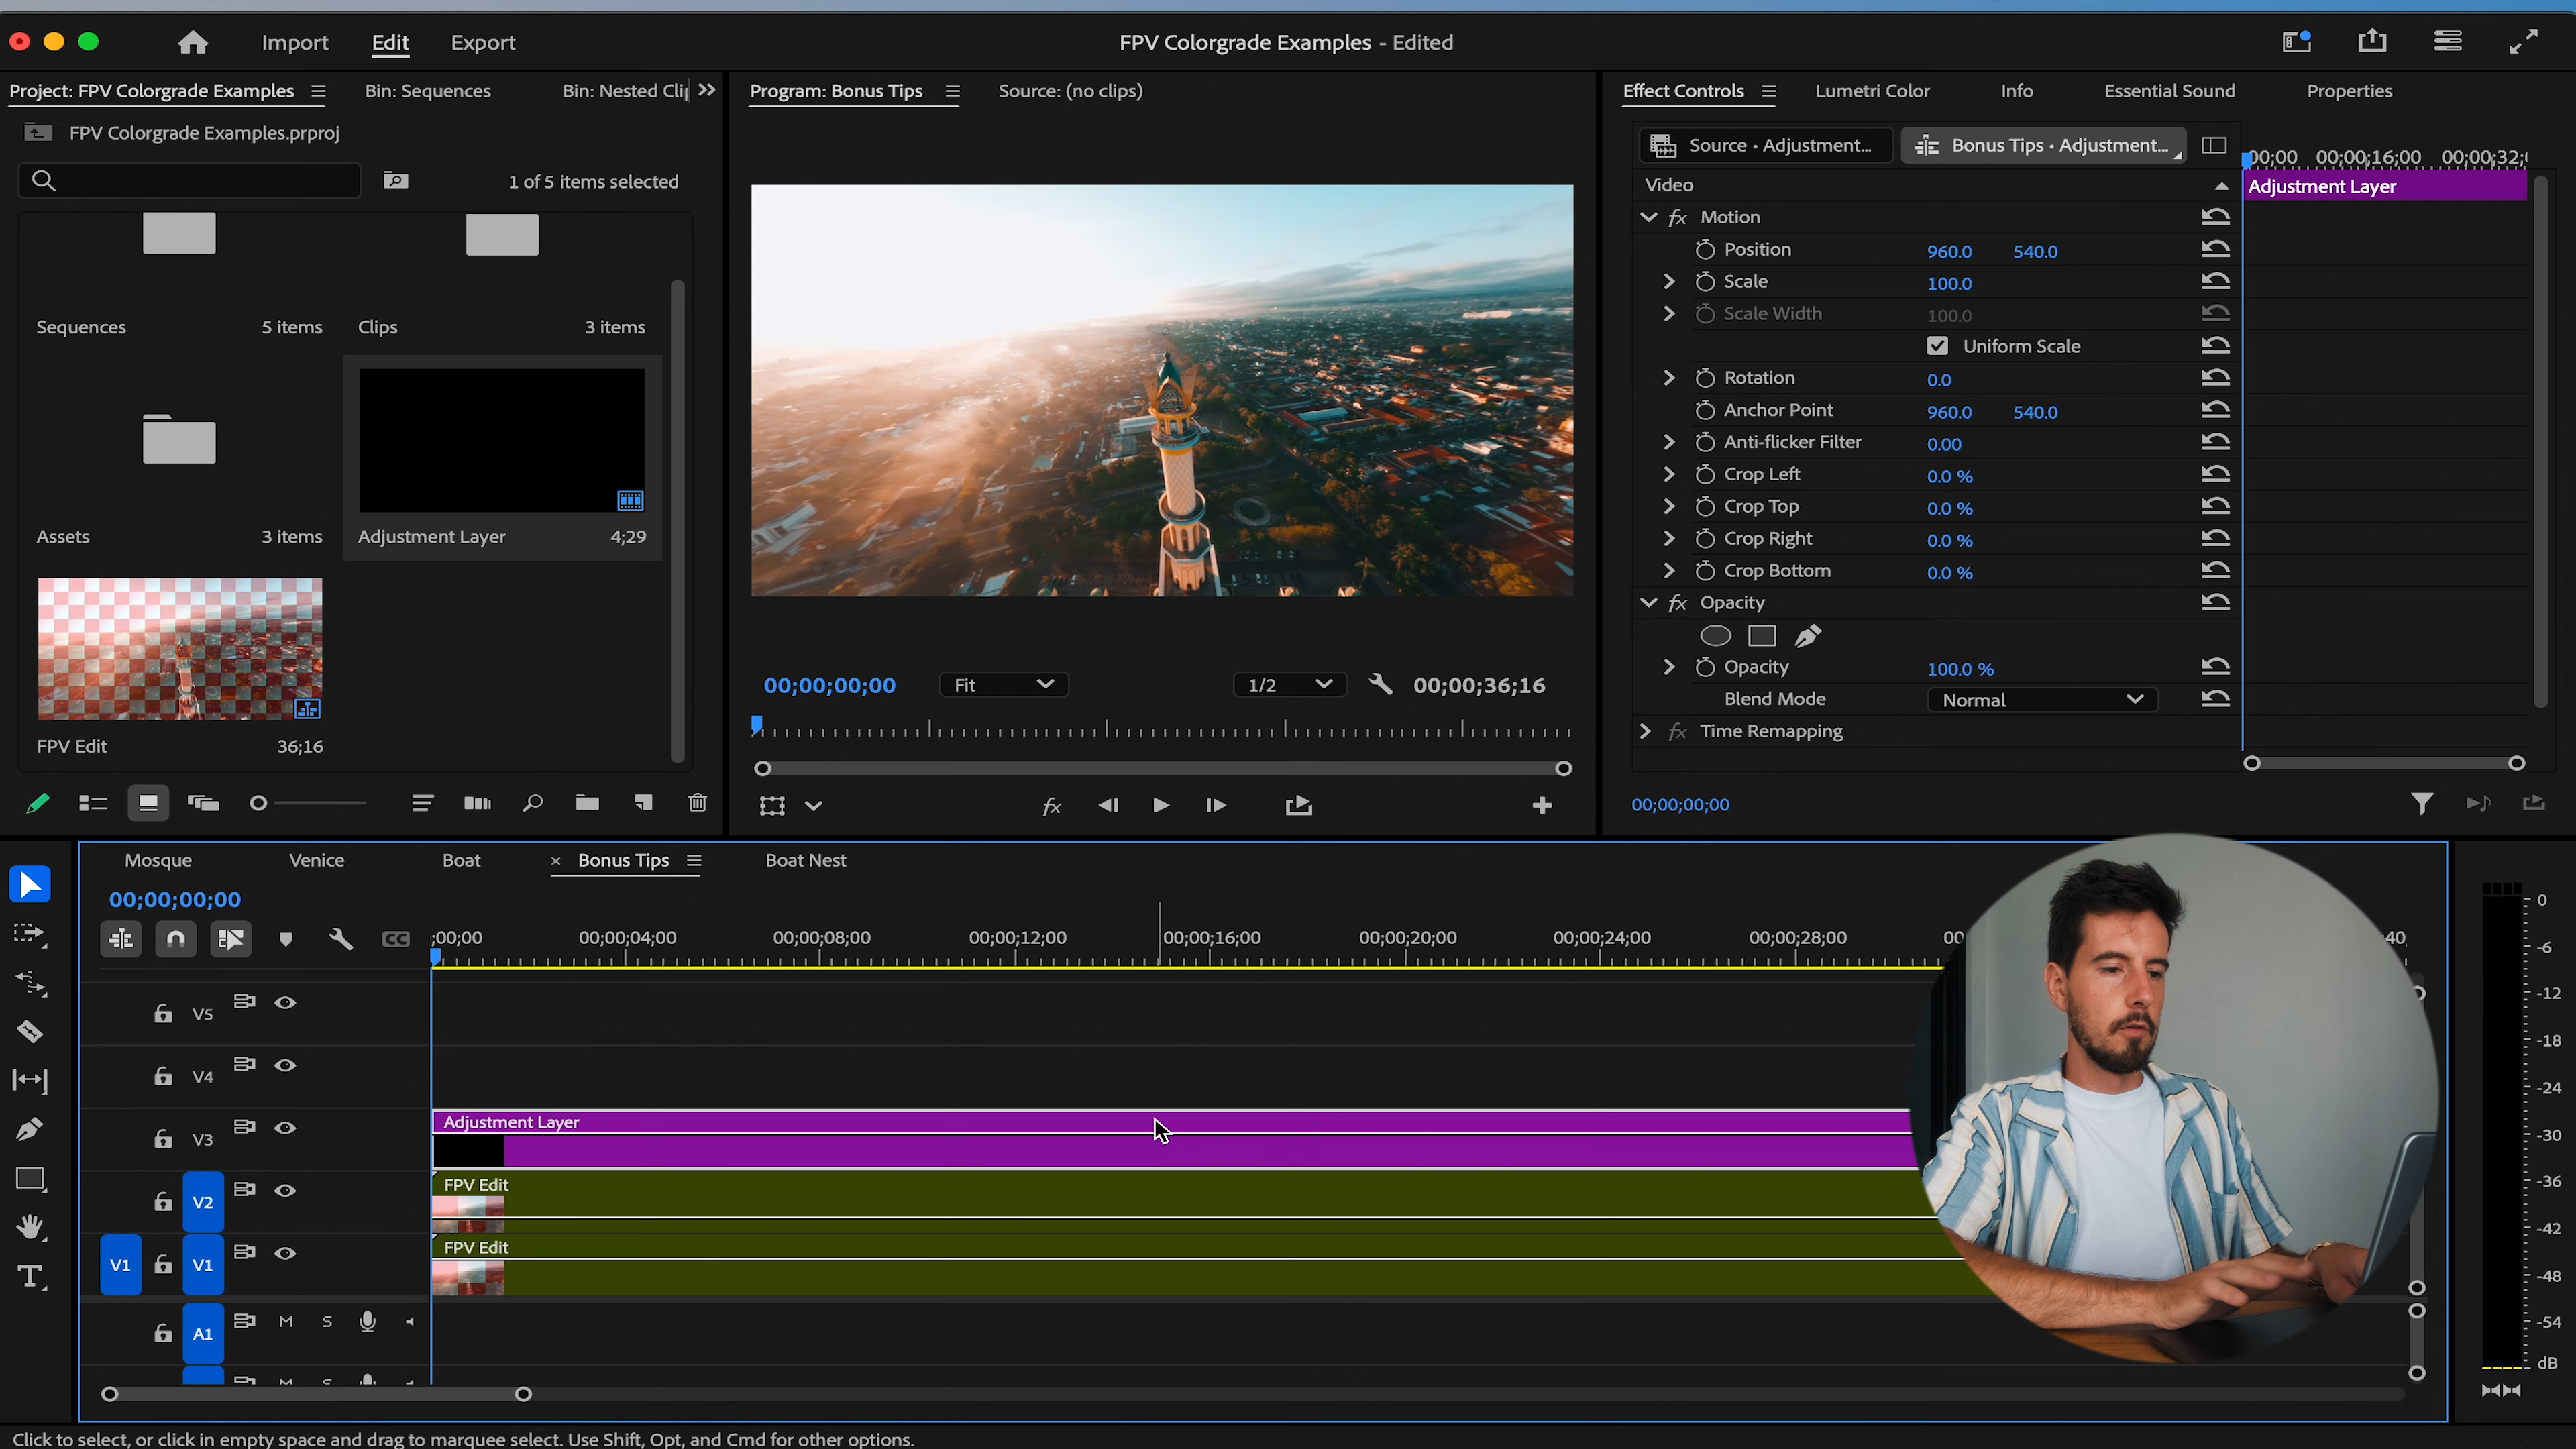 Import Edit Export
FPV Colorgrade Examples - Edited
Project: FPV Colorgrade Examples Bin: Sequences Bin: Nested Cli
FPV Colorgrade Examples.prproj
1 of 5 items selected
Sequences 5 items
Clips 3 items
Assets 3 items
Adjustment Layer 4;29
FPV Edit 36;16
Program: Bonus Tips Source: (no clips)
00;00;00;00 Fit 1/2 00;00;36;16
fx
Effect Controls Lumetri Color Info Essential Sound Properties
Source • Adjustment... Bonus Tips • Adjustment...
00;00 00;00;16;00 00;00;32;
Video Adjustment Layer
fx Motion
Position 960.0 540.0
Scale 100.0
Scale Width 100.0
Uniform Scale
Rotation 0.0
Anchor Point 960.0 540.0
Anti-flicker Filter 0.00
Crop Left 0.0 %
Crop Top 0.0 %
Crop Right 0.0 %
Crop Bottom 0.0 %
fx Opacity
Opacity 100.0 %
Blend Mode Normal
fx Time Remapping
00;00;00;00
Mosque Venice Boat × Bonus Tips Boat Nest
00;00;00;00
CC
;00;00 00;00;04;00 00;00;08;00 00;00;12;00 00;00;16;00 00;00;20;00 00;00;24;00 00;00;28;00 00 40
V5
V4
V3 Adjustment Layer
V2 FPV Edit
V1 V1 FPV Edit
A1 M S
M S
0
-6
-12
-18
-24
-30
-36
-42
-48
-54
dB
Click to select, or click in empty space and drag to marquee select. Use Shift, Opt, and Cmd for other options.